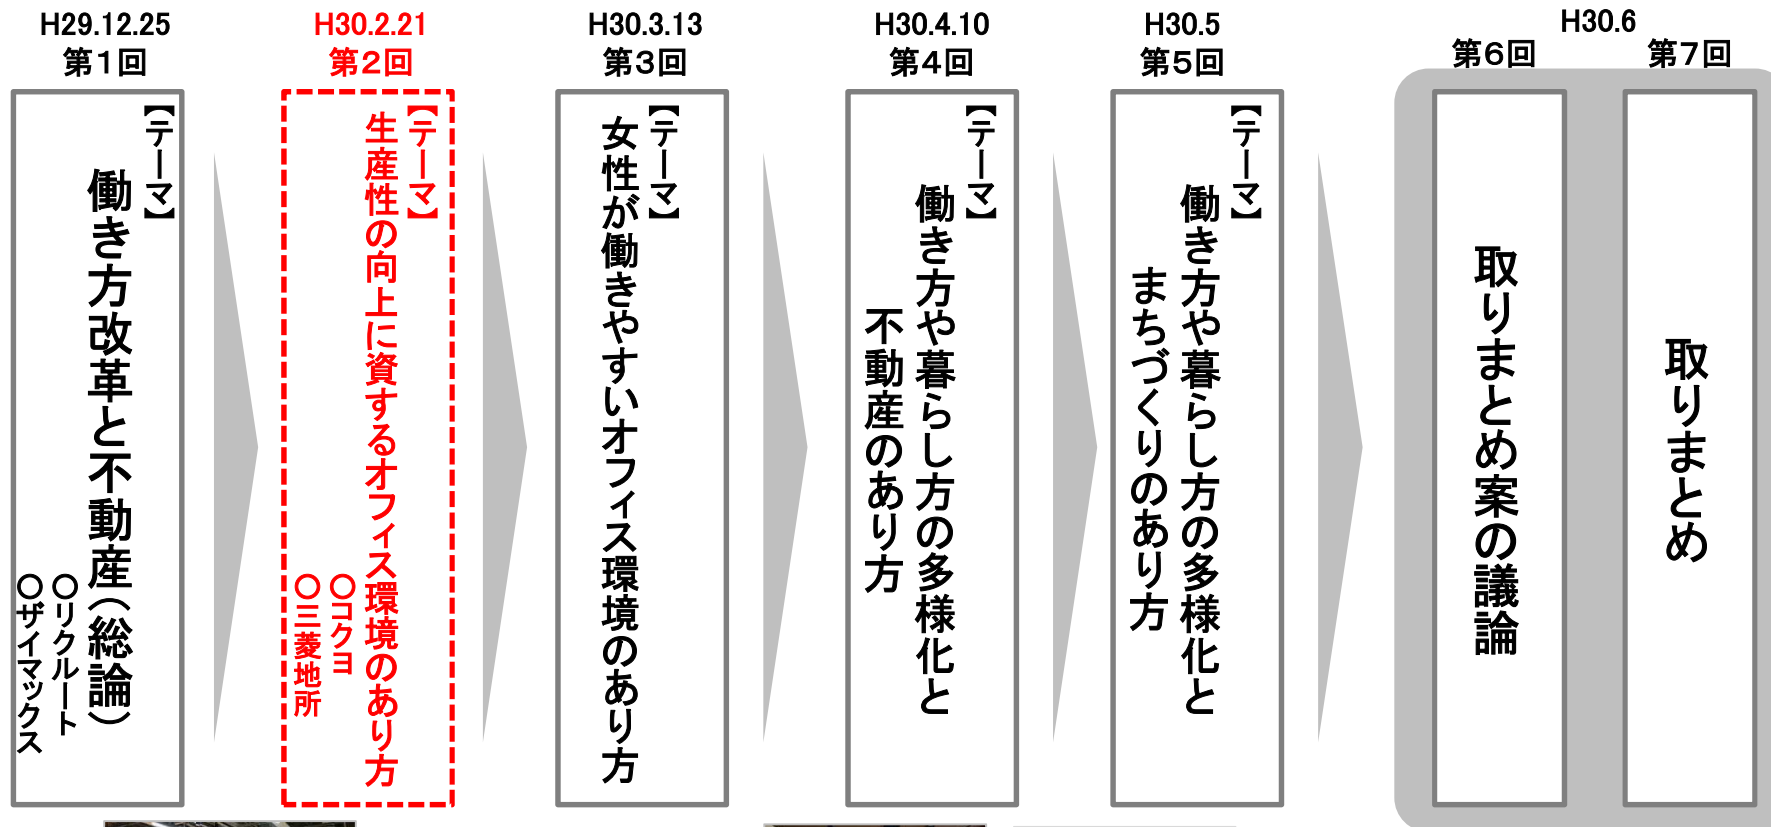 H29.12.25
第1回
【テーマ】
働き方改革と不動産(総論)
○リクルート
○ザイマックス
H30.2.21
第2回
【テーマ】
生産性の向上に資するオフィス環境のあり方
○コクヨ
○三菱地所
H30.3.13
第3回
【テーマ】
女性が働きやすいオフィス環境のあり方
H30.4.10
第4回
【テーマ】
働き方や暮らし方の多様化と
不動産のあり方
H30.5
第5回
【テーマ】
働き方や暮らし方の多様化と
まちづくりのあり方
H30.6
第6回
取りまとめ案の議論
第7回
取りまとめ